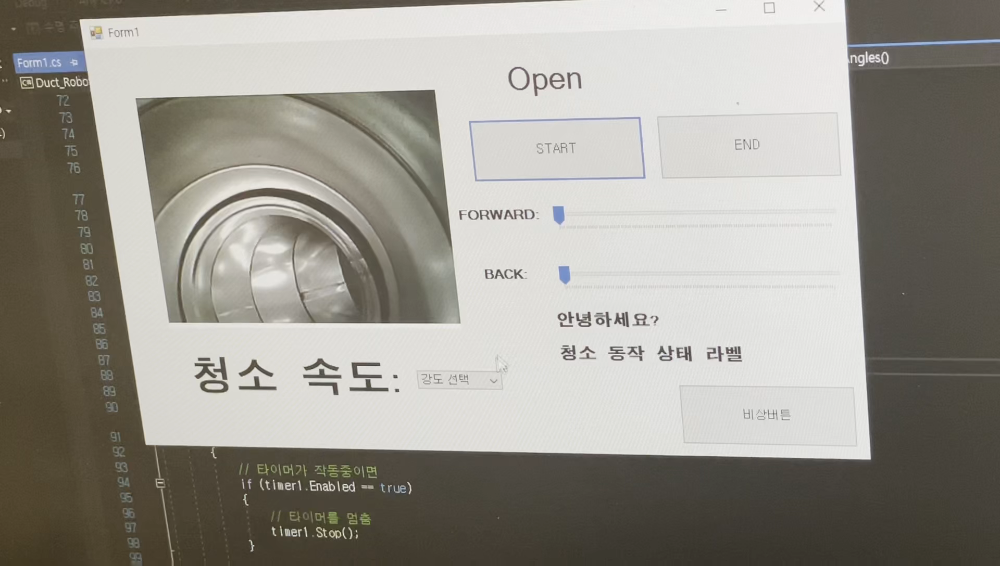 Form1
Form1.cs
ngles()
Duct_Robo
Open
START
END
FORWARD:
BACK:
안녕하세요?
청소 동작 상태 라벨
청소 속도:
강도 선택
비상버튼
72
73
74
75
76
77
78
79
80
81
82
83
84
85
86
87
88
89
90
91
92
{
93
// 타이머가 작동중이면
94
if (timer1.Enabled == true)
95
{
96
// 타이머를 멈춤
97
timer1.Stop();
98
}
99